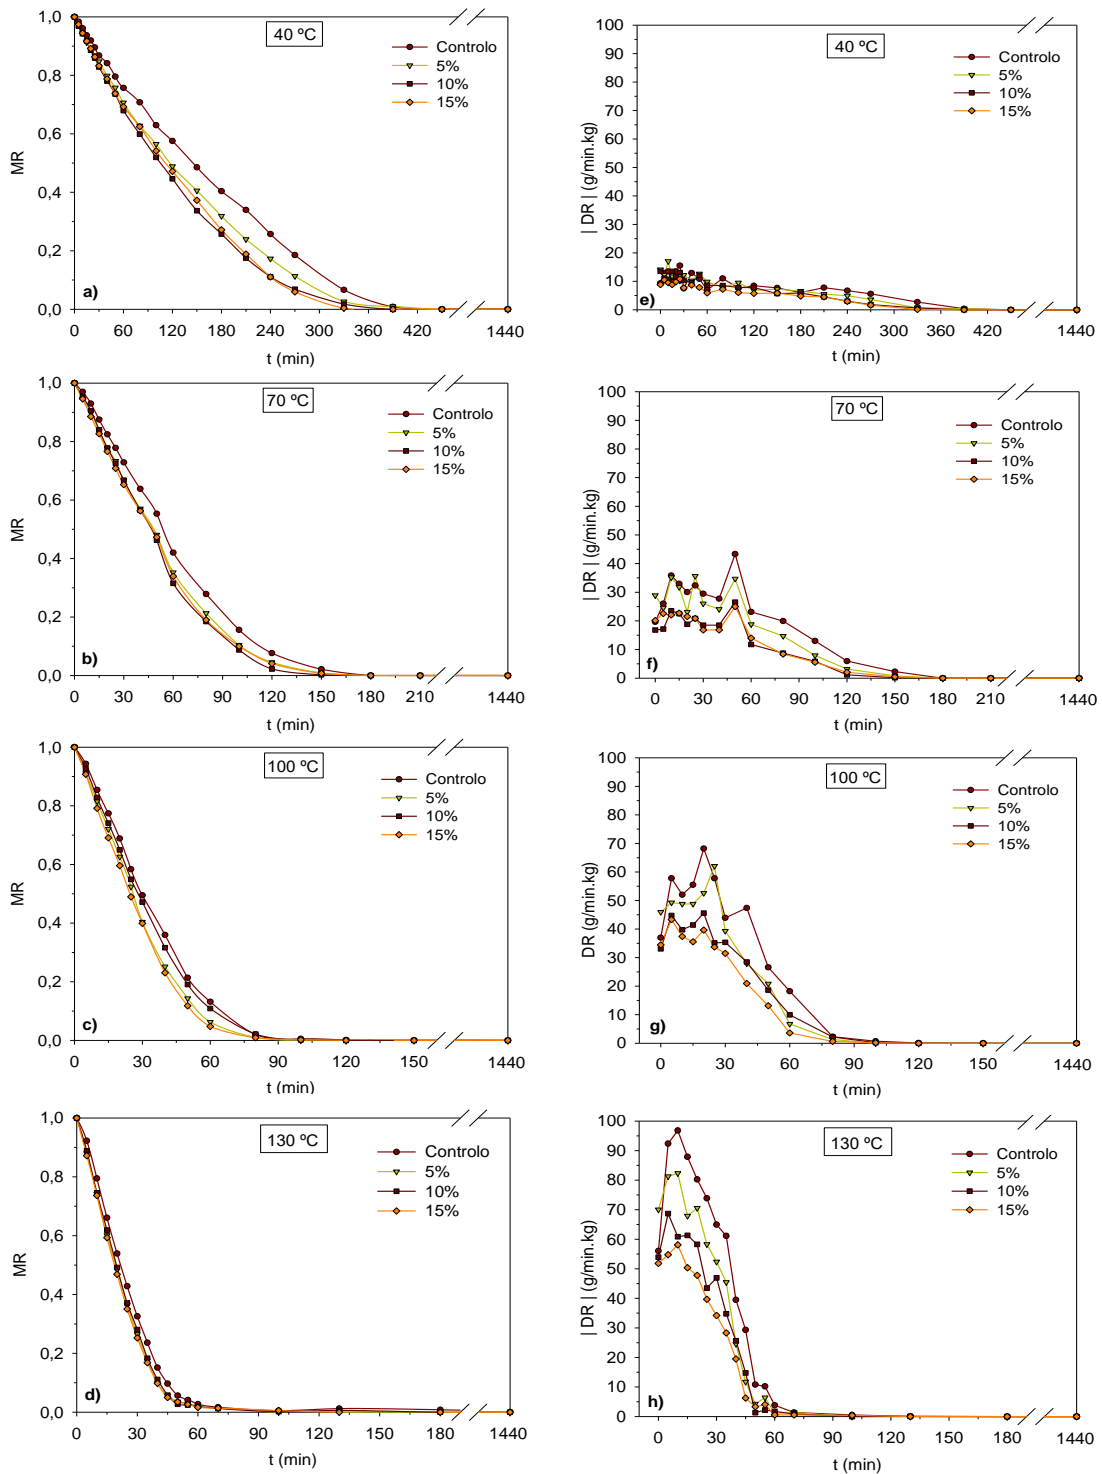 1,0
0,8
0,6
0,4
0,2
0,0
MR
40 ºC
Controlo
5%
10%
15%
a)
0 60 120 180 240 300 360 420 1440
t (min)
100
90
80
70
60
50
40
30
20
10
0
| DR | (g/min.kg)
40 ºC
Controlo
5%
10%
15%
e)
0 60 120 180 240 300 360 420 1440
t (min)
1,0
0,8
0,6
0,4
0,2
0,0
MR
70 ºC
Controlo
5%
10%
15%
b)
0 30 60 90 120 150 180 210 1440
t (min)
100
90
80
70
60
50
40
30
20
10
0
| DR | (g/min.kg)
70 ºC
Controlo
5%
10%
15%
f)
0 30 60 90 120 150 180 210 1440
t (min)
1,0
0,8
0,6
0,4
0,2
0,0
MR
100 ºC
Controlo
5%
10%
15%
c)
0 30 60 90 120 150 1440
t (min)
100
90
80
70
60
50
40
30
20
10
0
DR (g/min.kg)
100 ºC
Controlo
5%
10%
15%
g)
0 30 60 90 120 150 1440
t (min)
1,0
0,8
0,6
0,4
0,2
0,0
MR
130 ºC
Controlo
5%
10%
15%
d)
0 30 60 90 120 150 180 1440
t (min)
100
90
80
70
60
50
40
30
20
10
0
| DR | (g/min.kg)
130 ºC
Controlo
5%
10%
15%
h)
0 30 60 90 120 150 180 1440
t (min)